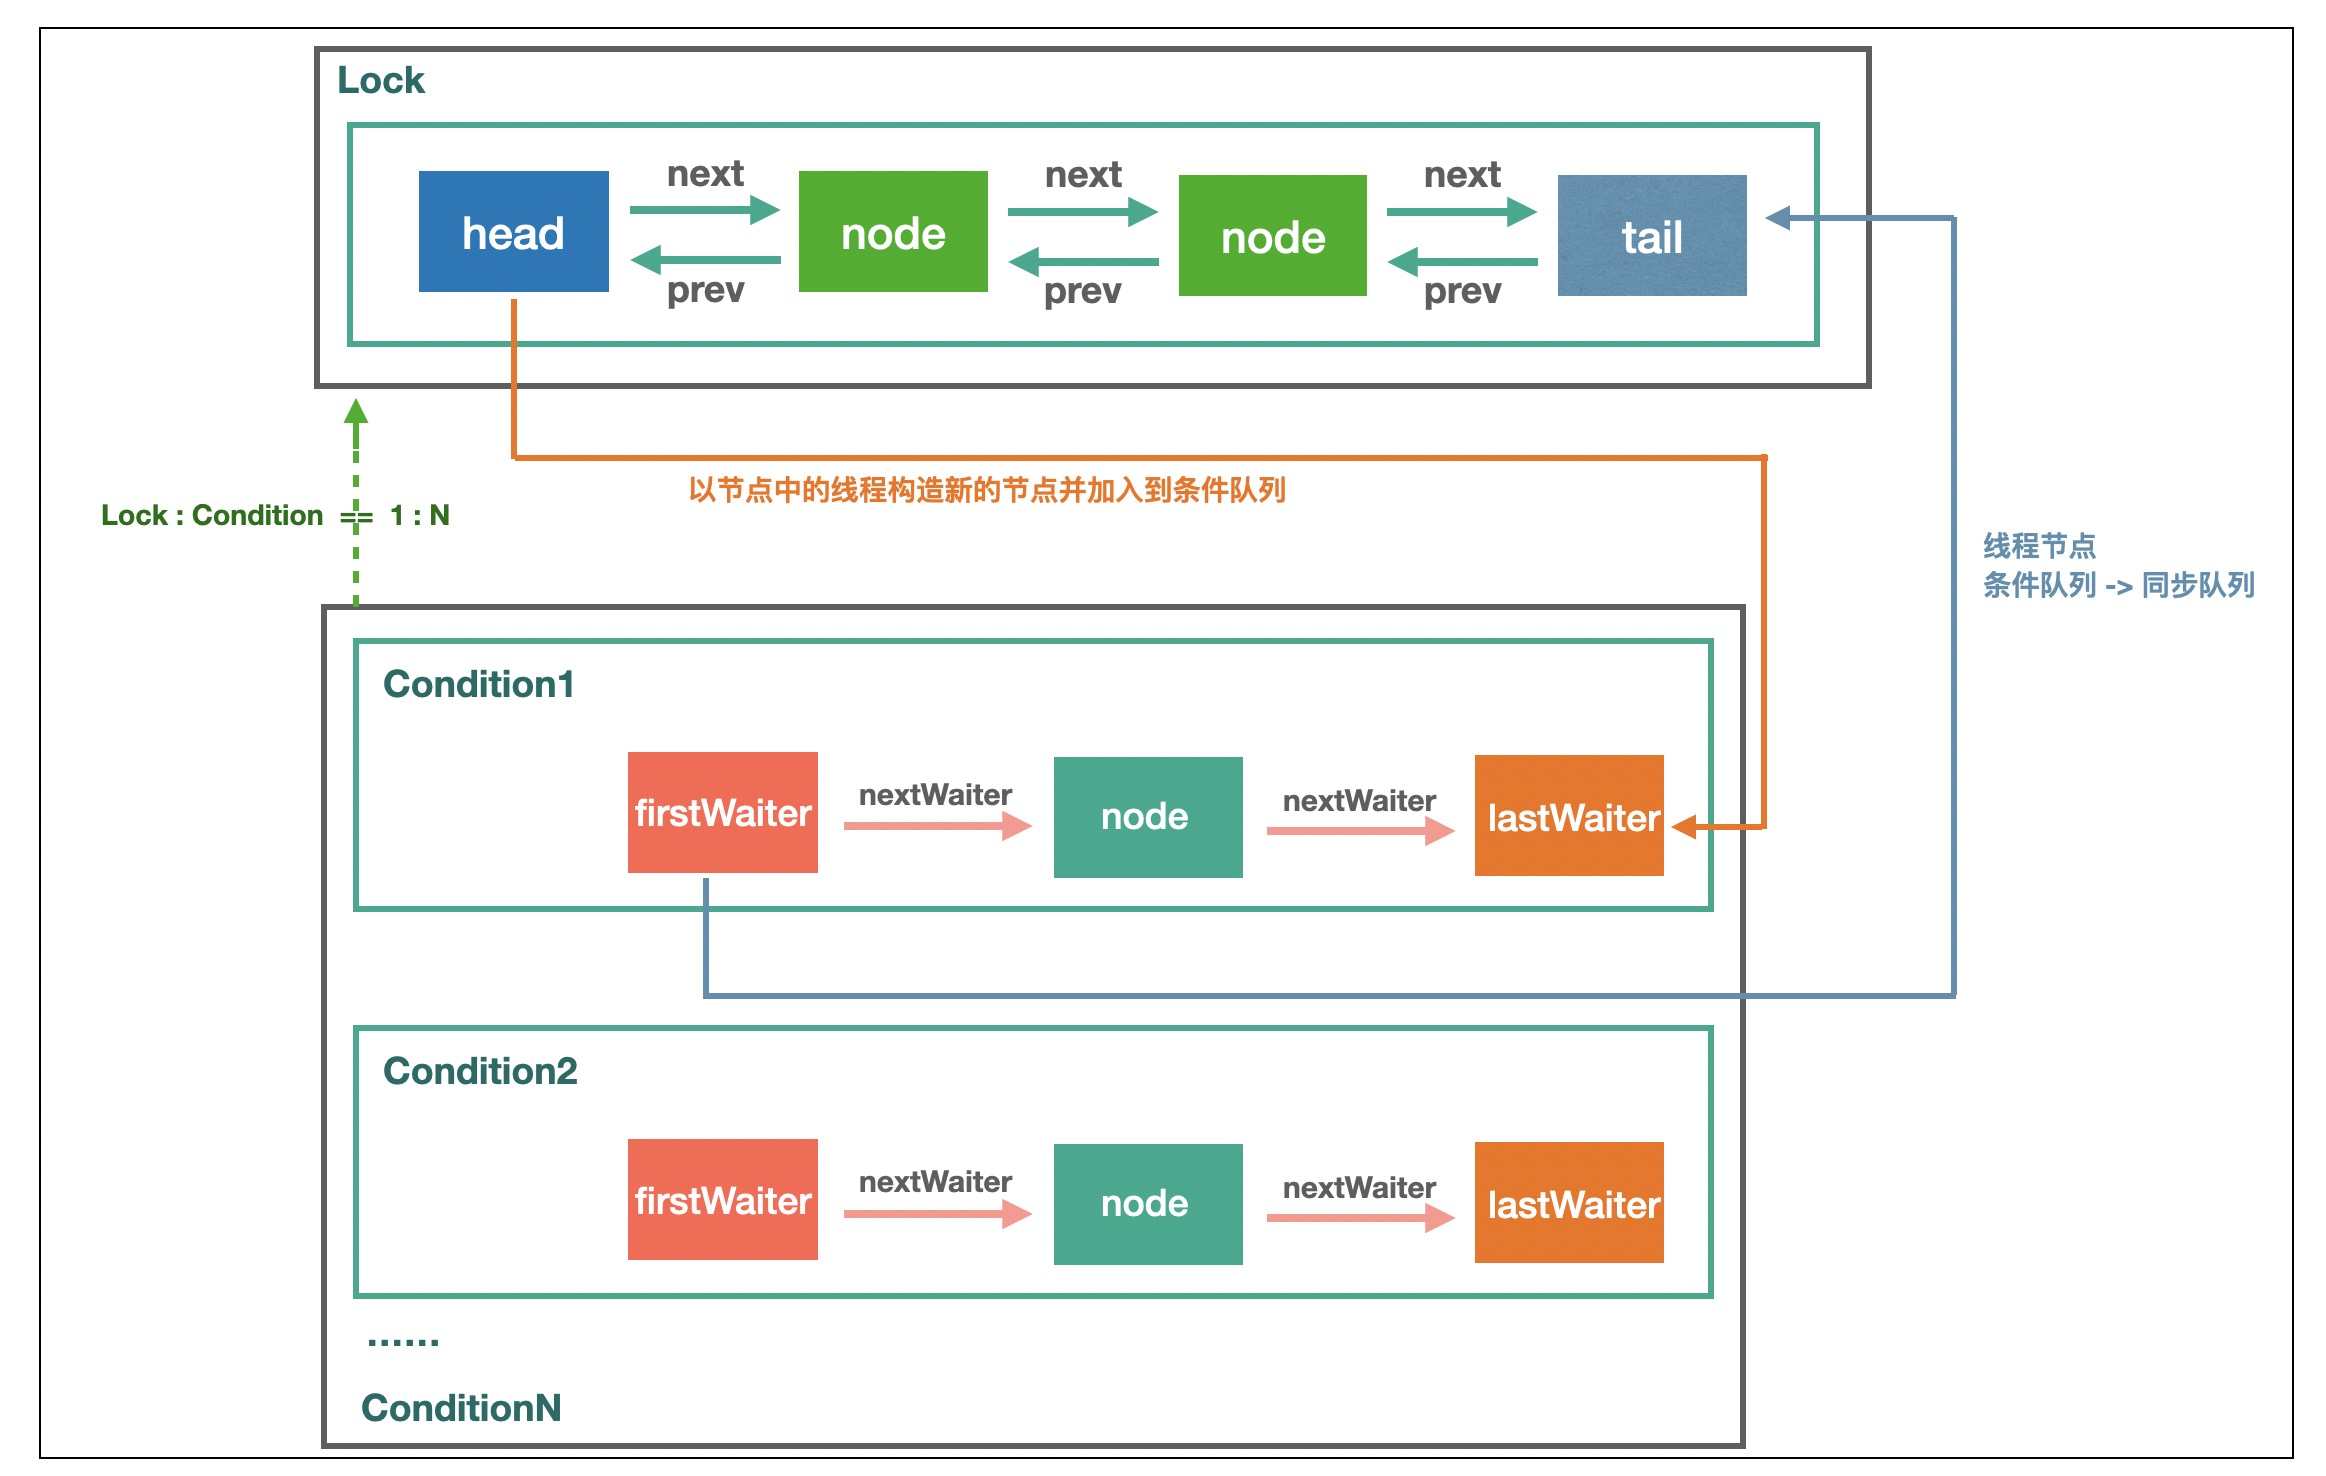 Lock
next
next
next
head
node
node
tail
prev
prev
prev
以节点中的线程构造新的节点并加入到条件队列
Lock : Condition == 1 : N
线程节点
条件队列 -> 同步队列
Condition1
firstWaiter
nextWaiter
node
nextWaiter
lastWaiter
Condition2
firstWaiter
nextWaiter
node
nextWaiter
lastWaiter
......
ConditionN